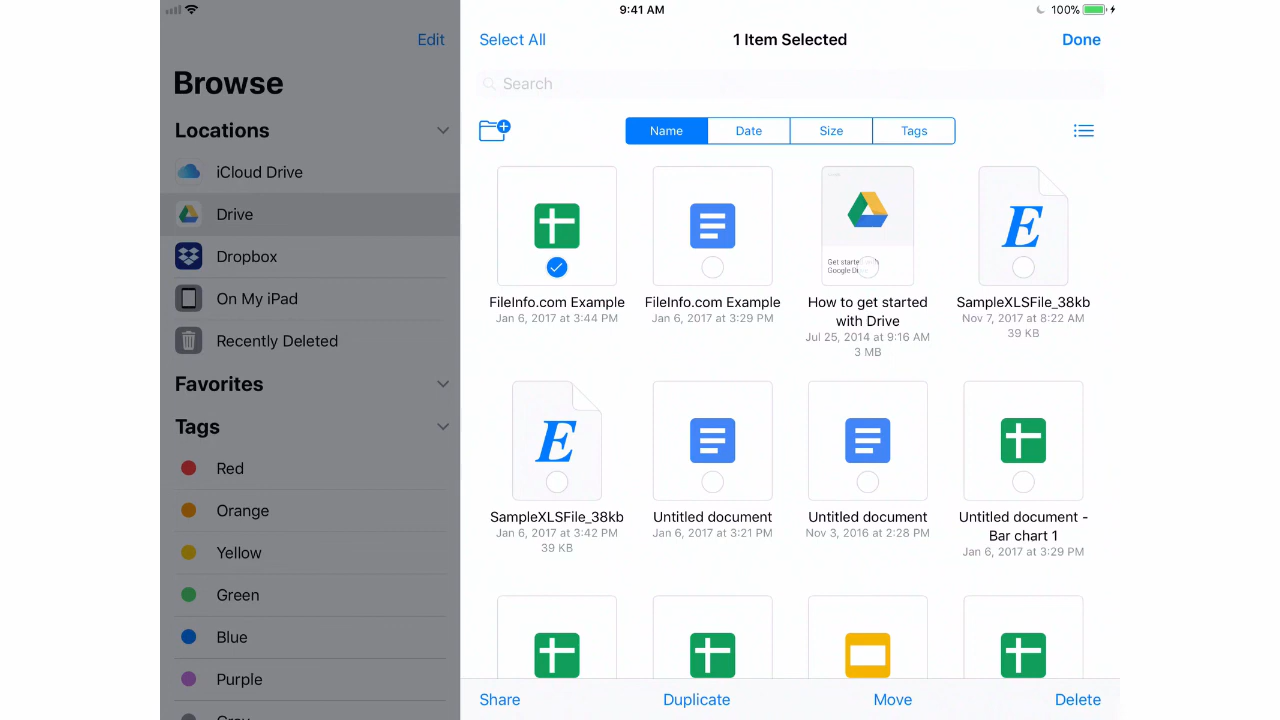 9:41 AM
100%
Edit
Browse
Locations
iCloud Drive
Drive
Dropbox
On My iPad
Recently Deleted
Favorites
Tags
Red
Orange
Yellow
Green
Blue
Purple
Select All
1 Item Selected
Done
Search
Name Date Size Tags
FileInfo.com Example
Jan 6, 2017 at 3:44 PM
FileInfo.com Example
Jan 6, 2017 at 3:29 PM
Get started with
Google Drive
How to get started
with Drive
Jul 25, 2014 at 9:16 AM
3 MB
E
SampleXLSFile_38kb
Nov 7, 2017 at 8:22 AM
39 KB
E
SampleXLSFile_38kb
Jan 6, 2017 at 3:42 PM
39 KB
Untitled document
Jan 6, 2017 at 3:21 PM
Untitled document
Nov 3, 2016 at 2:28 PM
Untitled document -
Bar chart 1
Jan 6, 2017 at 3:29 PM
Share Duplicate Move Delete